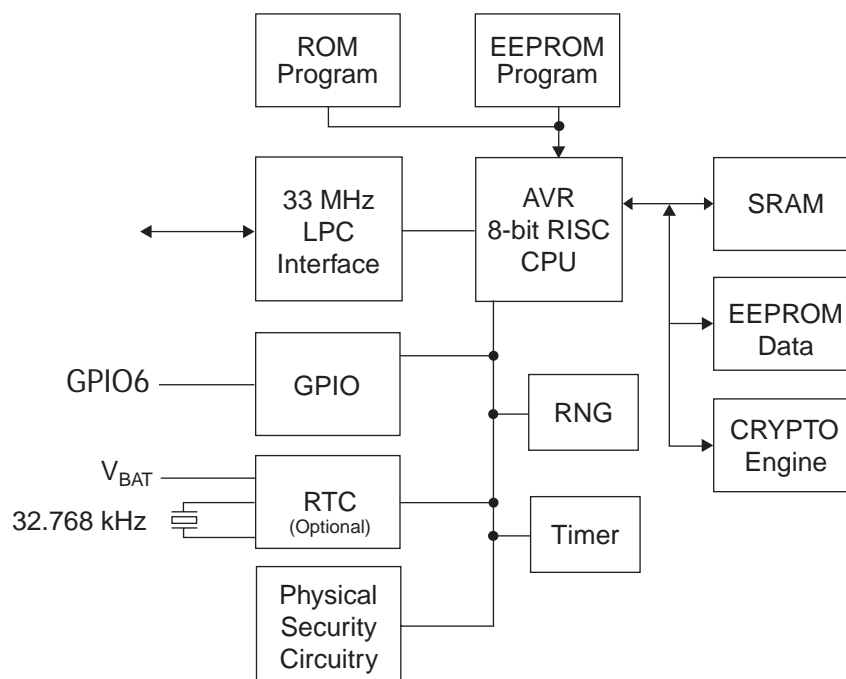 ROM
Program
EEPROM
Program
33 MHz
LPC
Interface
AVR
8-bit RISC
CPU
SRAM
EEPROM
Data
GPIO6
GPIO
RNG
CRYPTO
Engine
VBAT
32.768 kHz
RTC
(Optional)
Timer
Physical
Security
Circuitry